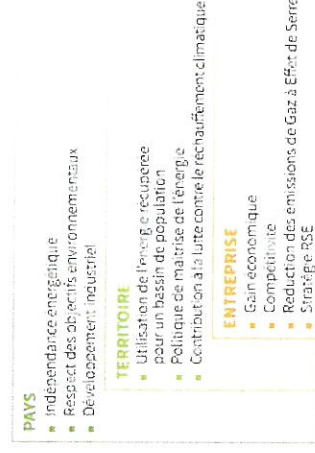 PAYS
▪ Indépendance energétique
▪ Respect des objectifs environnementaux
▪ Développement industriel
TERRITOIRE
▪ Utilisation de l'énergie récupérée
pour un bassin de population
▪ Politique de maîtrise de l'énergie
▪ Contribution à la lutte contre le réchauffement climatique
ENTREPRISE
▪ Gain économique
▪ Compétitivité
▪ Reduction des émissions de Gaz à Effet de Serre
▪ Stratégie RSE